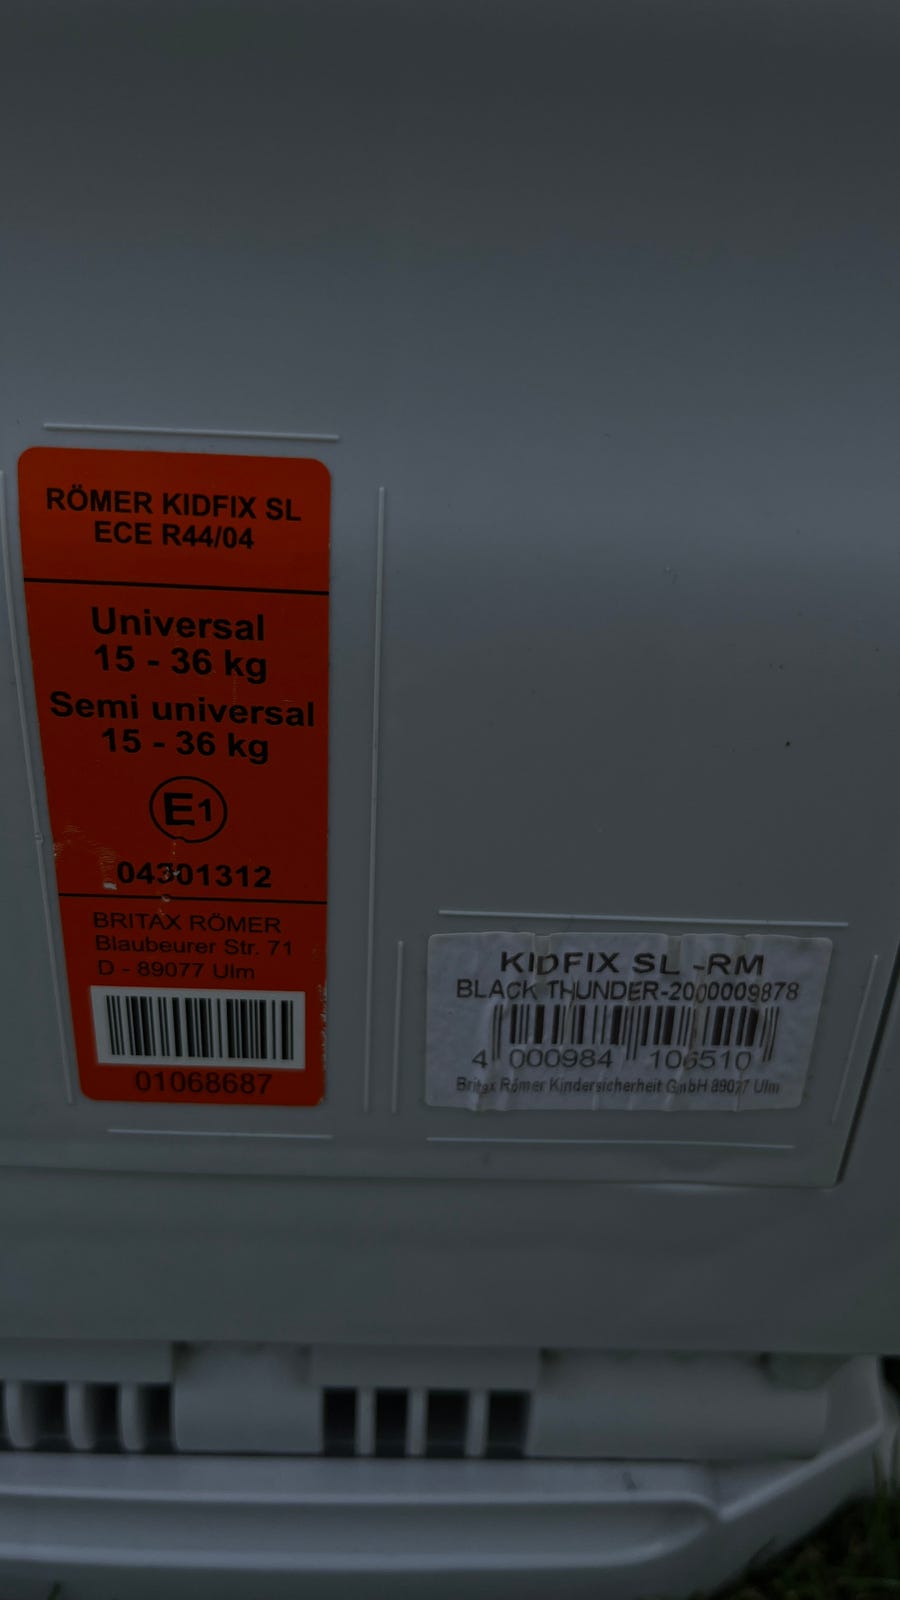 RÖMER KIDFIX SL
ECE R44/04
Universal
15 - 36 kg
Semi universal
15 - 36 kg
E1
04301312
BRITAX RÖMER
Blaubeurer Str. 71
D - 89077 Ulm
01068687
KIDFIX SL -RM
BLACK THUNDER-2000009878
4 000984 106510
Britax Römer Kindersicherheit GmbH 89077 Ulm